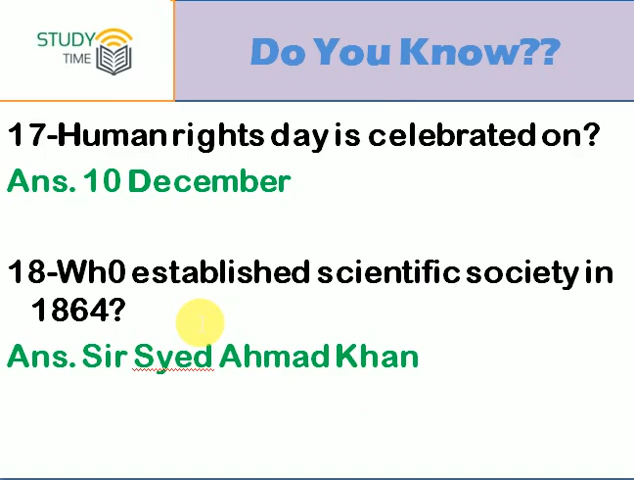 STUDY
TIME
Do You Know??
17-Human rights day is celebrated on?
Ans. 10 December
18-Wh0 established scientific society in
1864?
Ans. Sir Syed Ahmad Khan